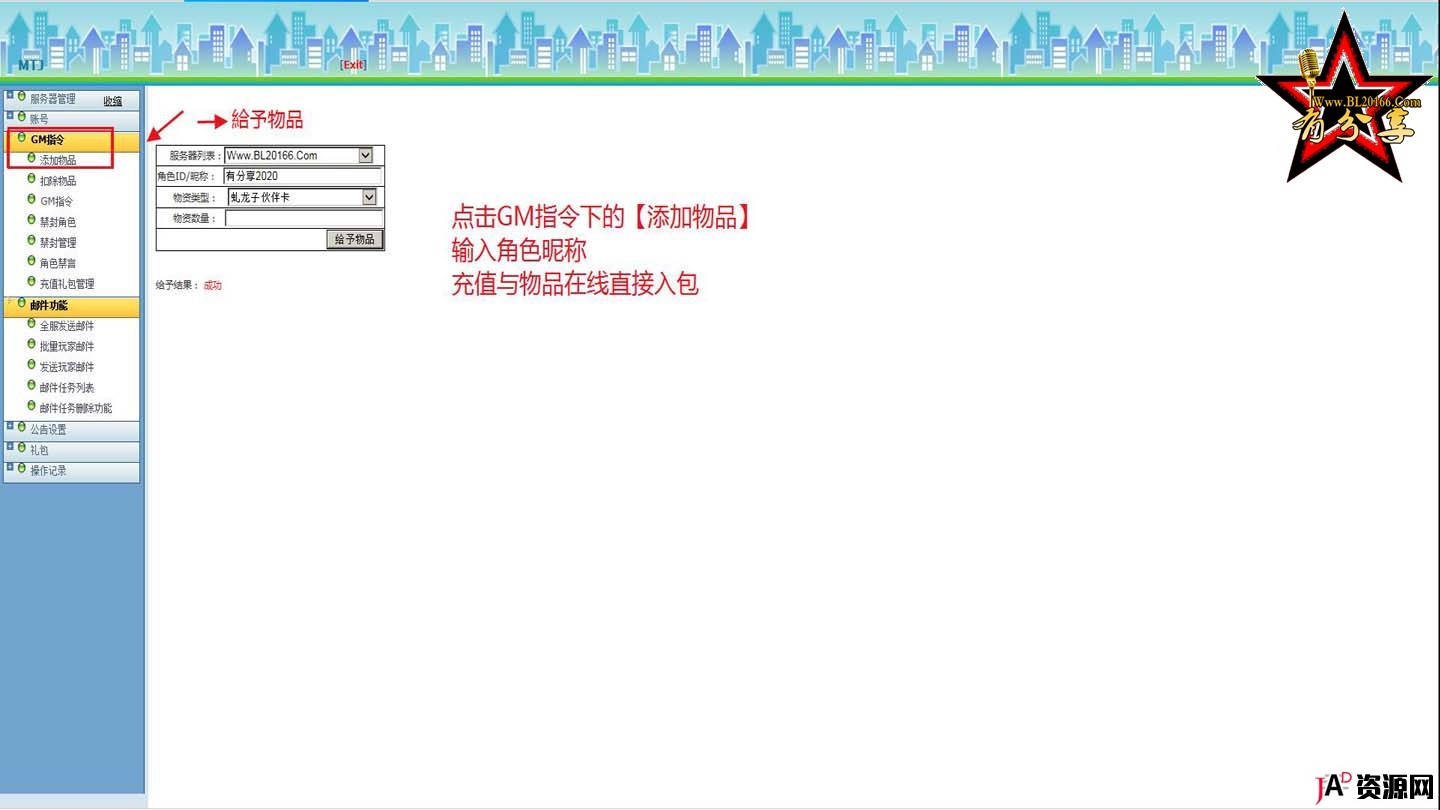 MTJ
[Exit]
Www.BL20166.Com
有分享
服务器管理 收缩
账号
GM指令
添加物品
扣除物品
GM指令
禁封角色
禁封管理
角色禁言
充值礼包管理
邮件功能
全服发送邮件
批量玩家邮件
发送玩家邮件
邮件任务列表
邮件任务删除功能
公告设置
礼包
操作记录
給予物品
服务器列表： Www.BL20166.Com
角色ID/昵称： 有分享2020
物资类型： 虬龙子伙伴卡
物资数量：
给予物品
给予结果： 成功
点击GM指令下的【添加物品】
输入角色昵称
充值与物品在线直接入包
JAD 资源网